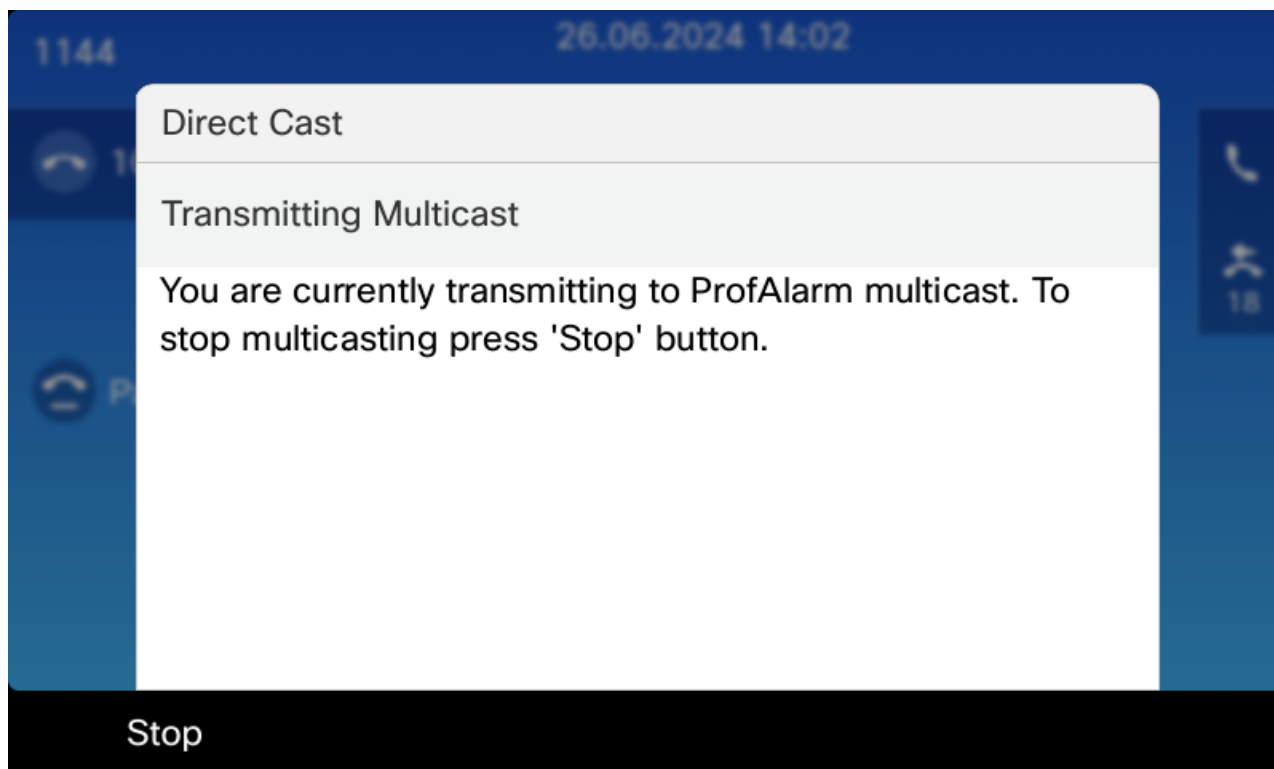 1144
26.06.2024 14:02
Direct Cast
Transmitting Multicast
You are currently transmitting to ProfAlarm multicast. To
stop multicasting press 'Stop' button.
18
Stop